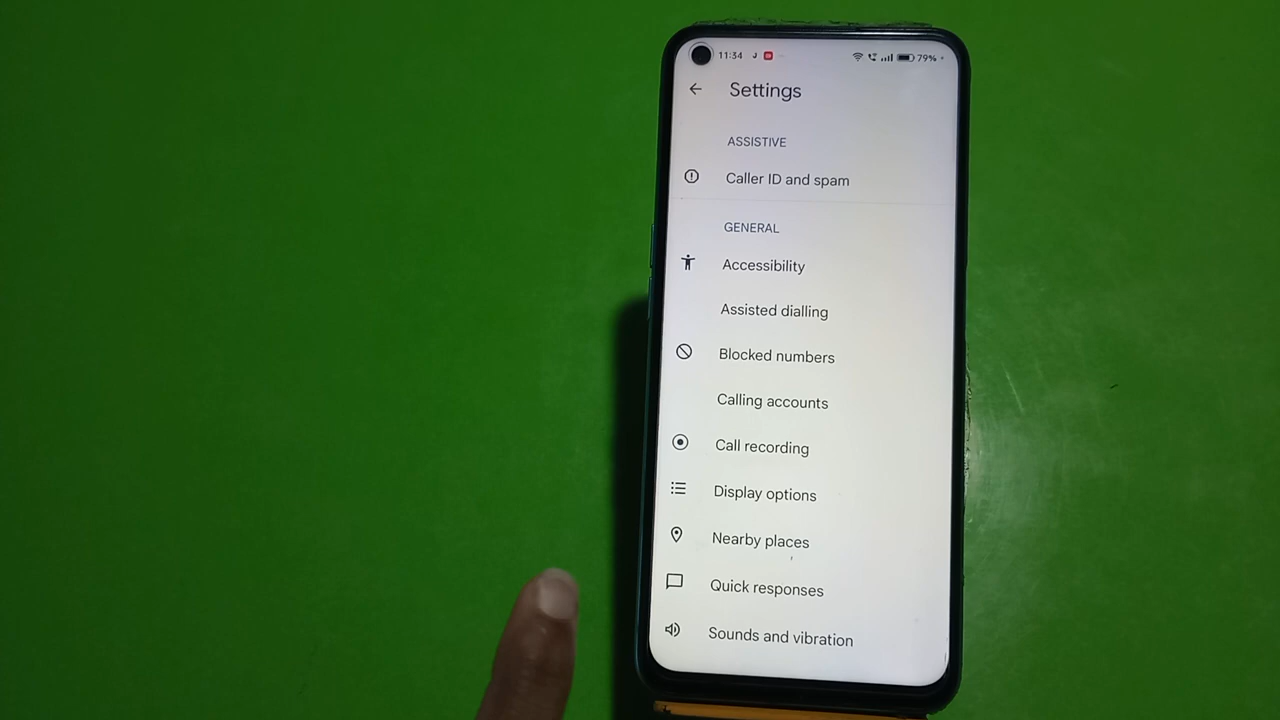 11:34
79%
Settings
ASSISTIVE
Caller ID and spam
GENERAL
Accessibility
Assisted dialling
Blocked numbers
Calling accounts
Call recording
Display options
Nearby places
Quick responses
Sounds and vibration